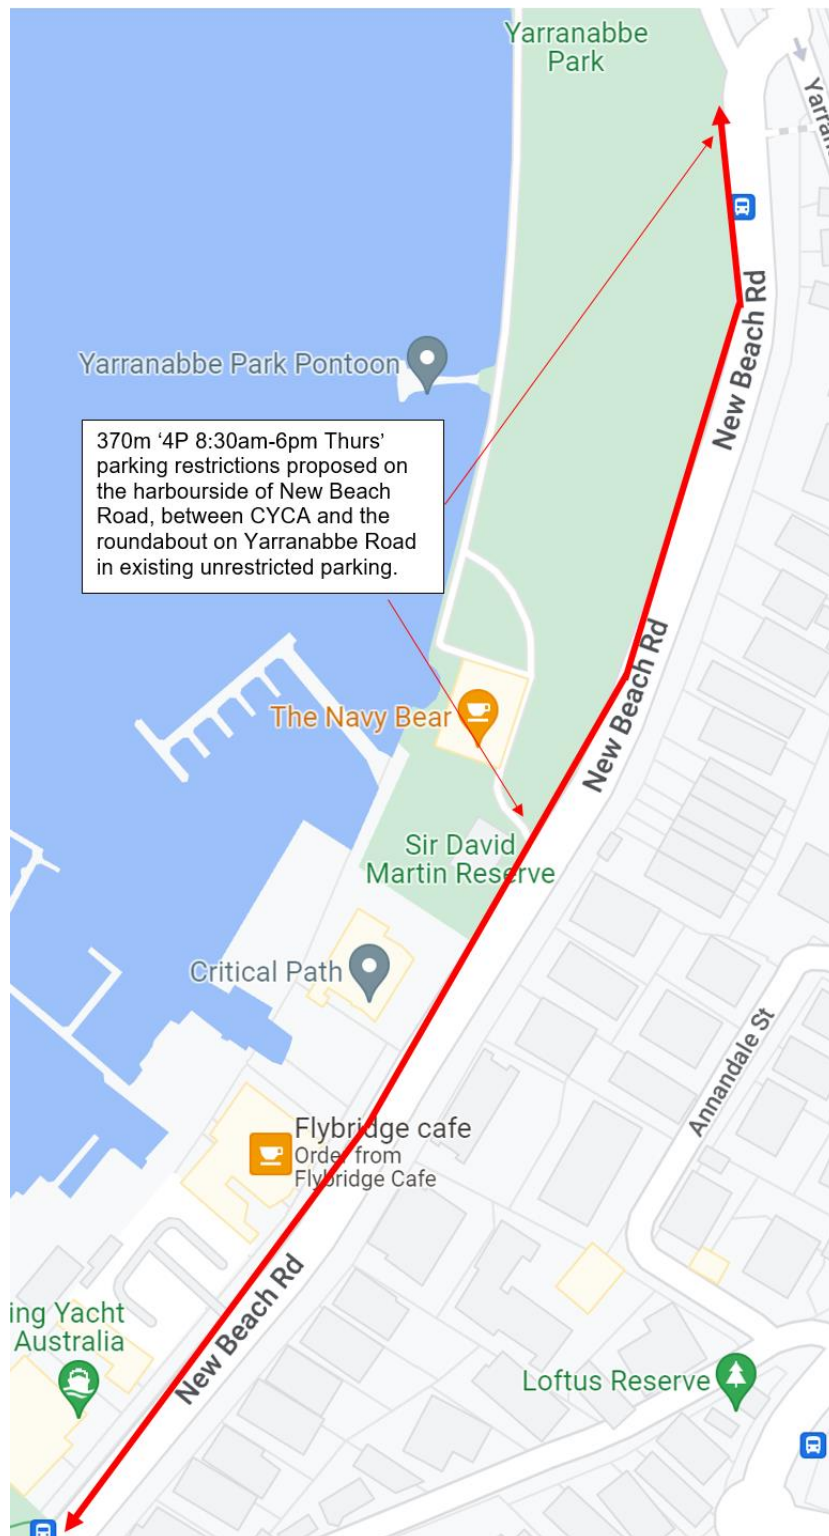 Yarranabbe
Park
Yarran
New Beach Rd
Yarranabbe Park Pontoon
370m ‘4P 8:30am-6pm Thurs’
parking restrictions proposed on
the harbourside of New Beach
Road, between CYCA and the
roundabout on Yarranabbe Road
in existing unrestricted parking.
New Beach Rd
The Navy Bear
Sir David
Martin Reserve
Critical Path
Annandale St
Flybridge cafe
Order from
Flybridge Cafe
New Beach Rd
ing Yacht
Australia
Loftus Reserve